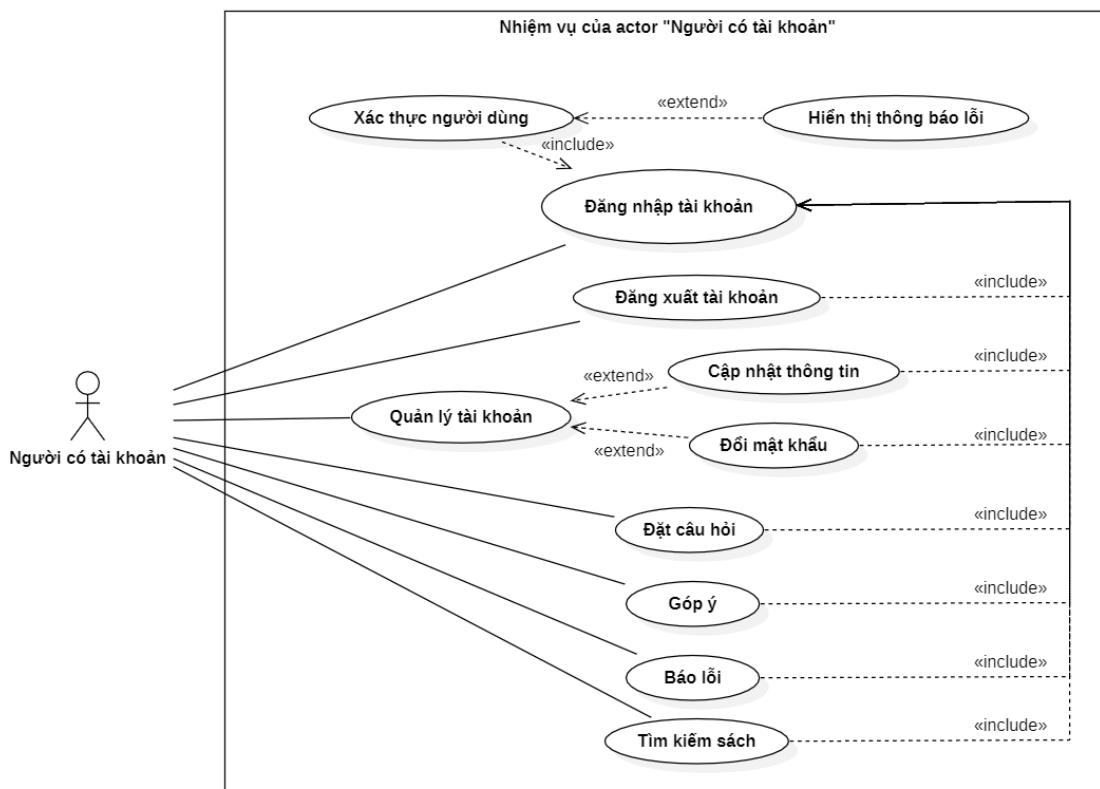 Nhiệm vụ của actor "Người có tài khoản"
«extend»
Xác thực người dùng
Hiển thị thông báo lỗi
«include»
Đăng nhập tài khoản
«include»
Đăng xuất tài khoản
«include»
Cập nhật thông tin
«extend»
Quản lý tài khoản
«include»
Đổi mật khẩu
«extend»
Người có tài khoản
«include»
Đặt câu hỏi
«include»
Góp ý
«include»
Báo lỗi
«include»
Tìm kiếm sách